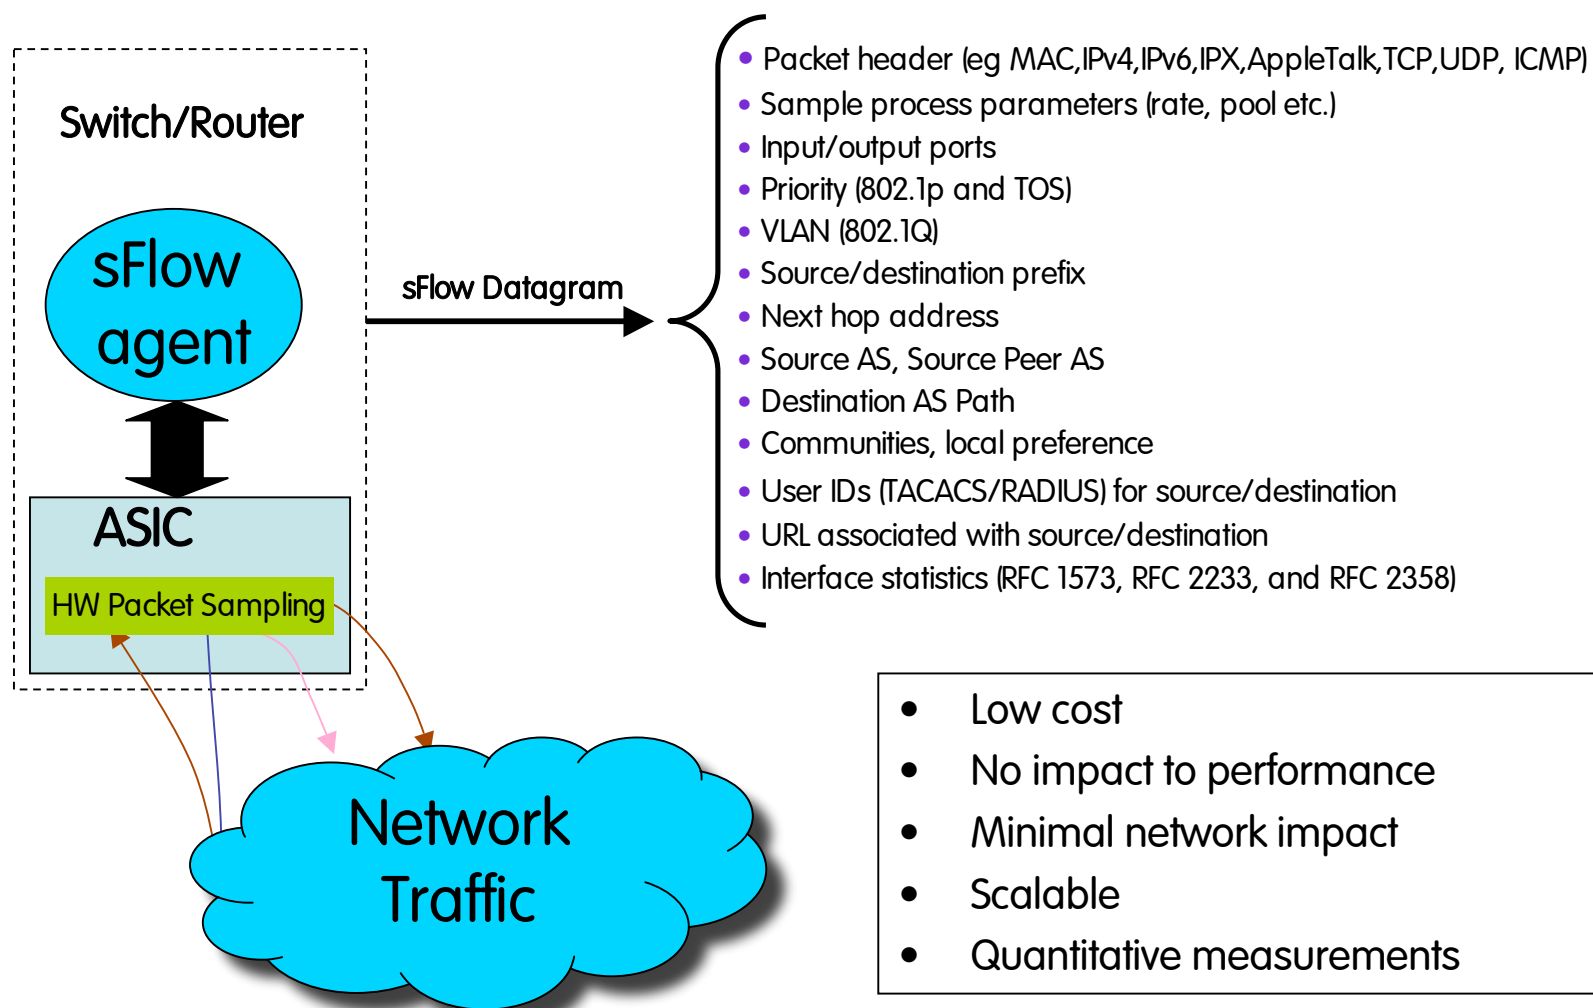 Switch/Router
sFlow
agent
ASIC
HW Packet Sampling
Network
Traffic
sFlow Datagram
• Packet header (eg MAC,IPv4,IPv6,IPX,AppleTalk,TCP,UDP, ICMP)
• Sample process parameters (rate, pool etc.)
• Input/output ports
• Priority (802.1p and TOS)
• VLAN (802.1Q)
• Source/destination prefix
• Next hop address
• Source AS, Source Peer AS
• Destination AS Path
• Communities, local preference
• User IDs (TACACS/RADIUS) for source/destination
• URL associated with source/destination
• Interface statistics (RFC 1573, RFC 2233, and RFC 2358)
• Low cost
• No impact to performance
• Minimal network impact
• Scalable
• Quantitative measurements